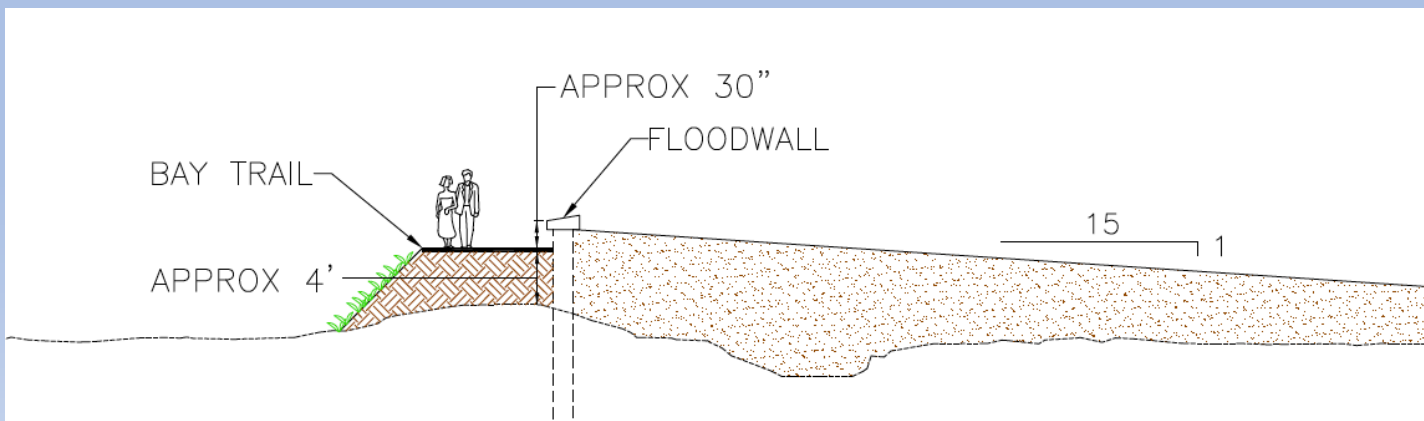 APPROX 30”
FLOODWALL
BAY TRAIL
15
1
APPROX 4’